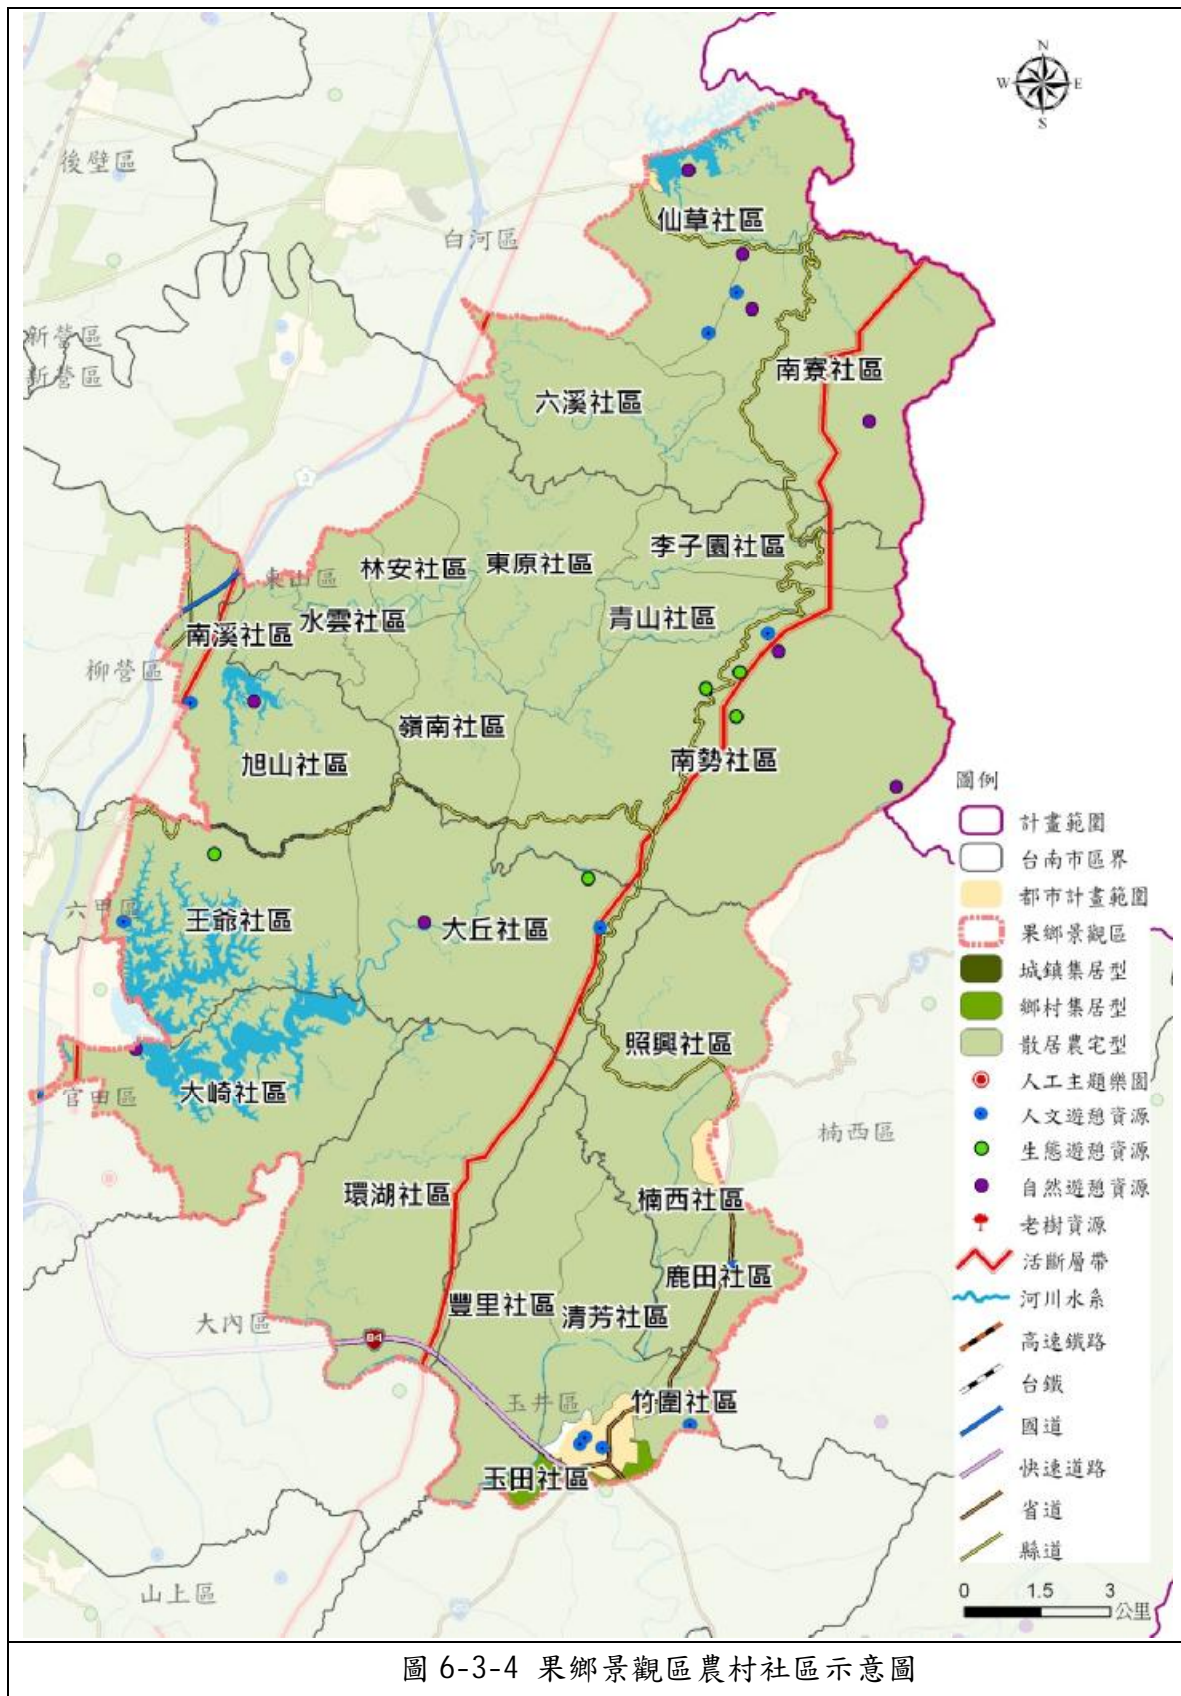 N
W E
S
後壁區
白河區
仙草社區
新營區
新營區
南寮社區
六溪社區
李子園社區
東原社區
林安社區
東山區
青山社區
水雲社區
南溪社區
柳營區
嶺南社區
旭山社區
南勢社區
圖例
計畫範圍
台南市區界
都市計畫範圍
果鄉景觀區
城鎮集居型
鄉村集居型
散居農宅型
人工主題樂園
人文遊憩資源
生態遊憩資源
自然遊憩資源
老樹資源
活斷層帶
河川水系
高速鐵路
台鐵
國道
快速道路
省道
縣道
0 1.5 3
公里
3
六甲區
王爺社區
大丘社區
照興社區
大崎社區
官田區
楠西區
環湖社區
楠西社區
鹿田社區
豐里社區
清芳社區
大內區
84
玉井區
竹圍社區
玉田社區
山上區
圖 6-3-4 果鄉景觀區農村社區示意圖